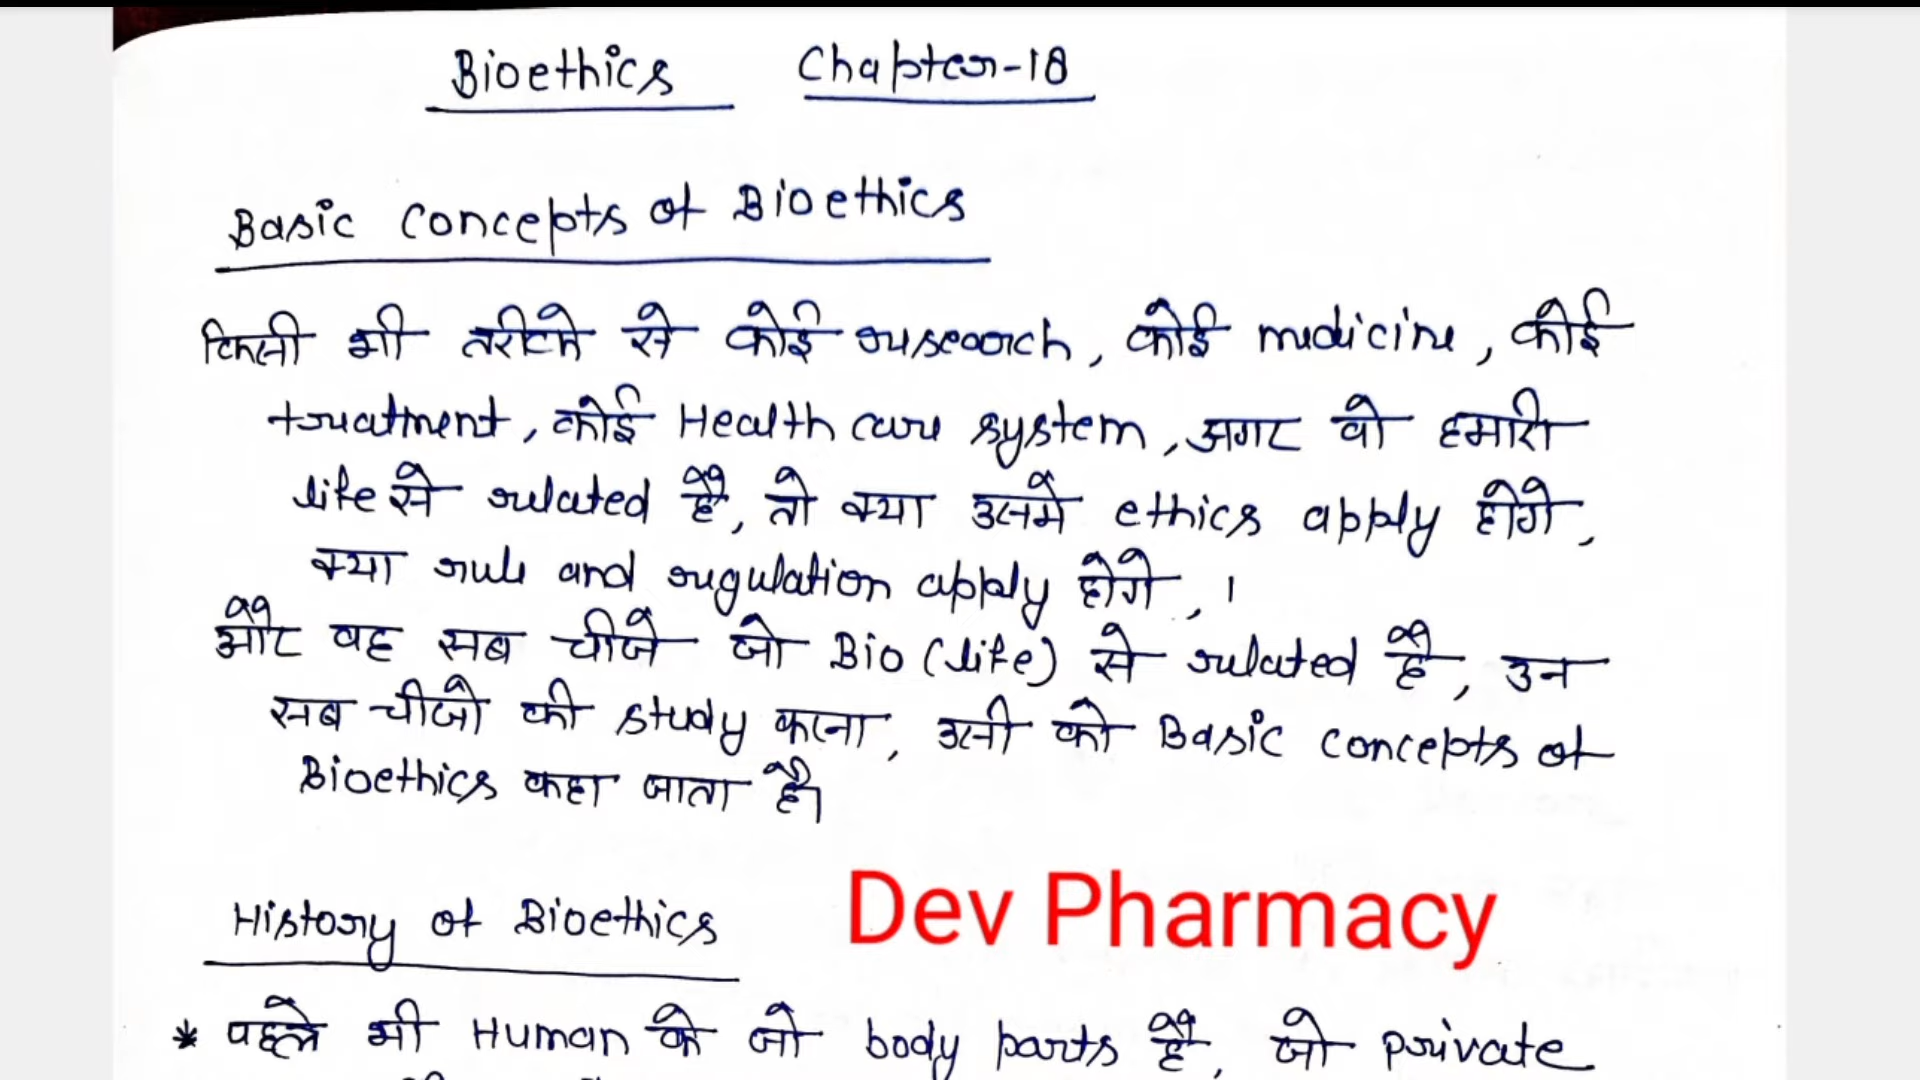 Bioethics Chapter-18
Basic Concepts of Bioethics
किसी भी तरीके से कोई research, कोई medicine, कोई
treatment, कोई Health care system, अगर वो हमारी
life से related है, तो क्या उसमे ethics apply होगे,
क्या rule and regulation apply होगे, ।
और वह सब चीजे जो Bio (life) से related है, उन
सब चीजो की study करना, उसी को Basic concepts of
Bioethics कहा जाता है।
Dev Pharmacy
History of Bioethics
* पहले भी Human के जो body parts है, जो private